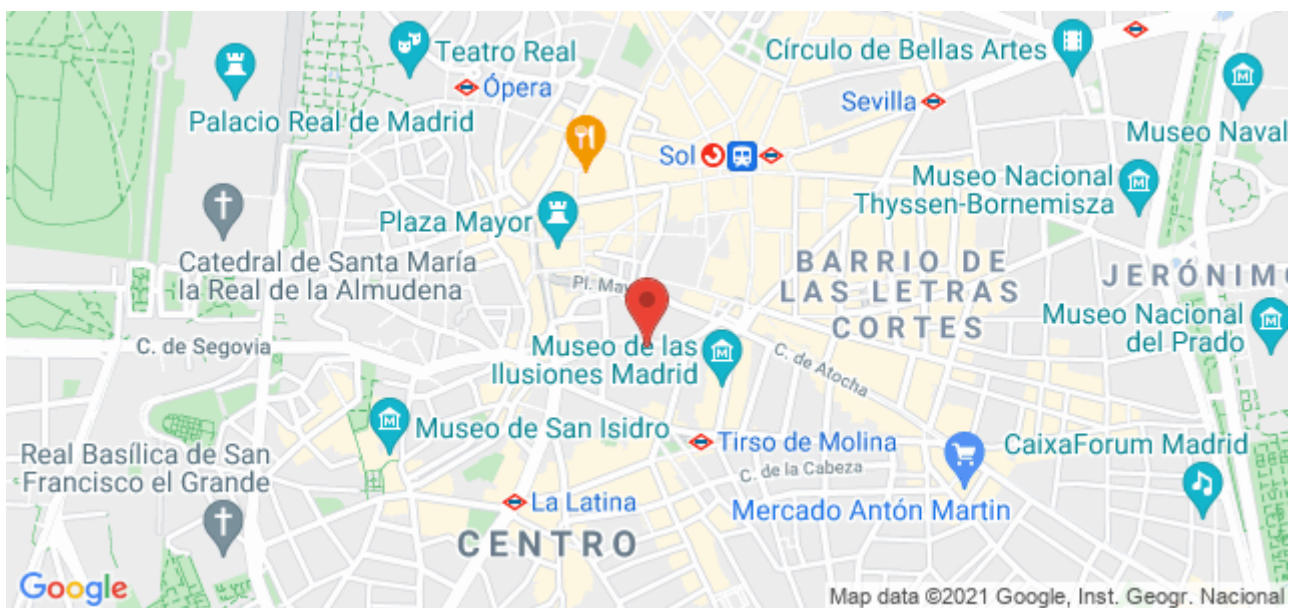 Teatro Real
Círculo de Bellas Artes
Ópera
Sevilla
Palacio Real de Madrid
Museo Naval
Sol
Museo Nacional
Thyssen-Bornemisza
Plaza Mayor
BARRIO DE
LAS LETRAS
CORTES
JERÓNIMO
Catedral de Santa María
la Real de la Almudena
Pl. May
Museo Nacional
del Prado
C. de Segovia
Museo de las
Ilusiones Madrid
C. de Atocha
Museo de San Isidro
Tirso de Molina
CaixaForum Madrid
Real Basílica de San
Francisco el Grande
C. de la Cabeza
La Latina
Mercado Antón Martin
CENTRO
Google
Map data ©2021 Google, Inst. Geogr. Nacional